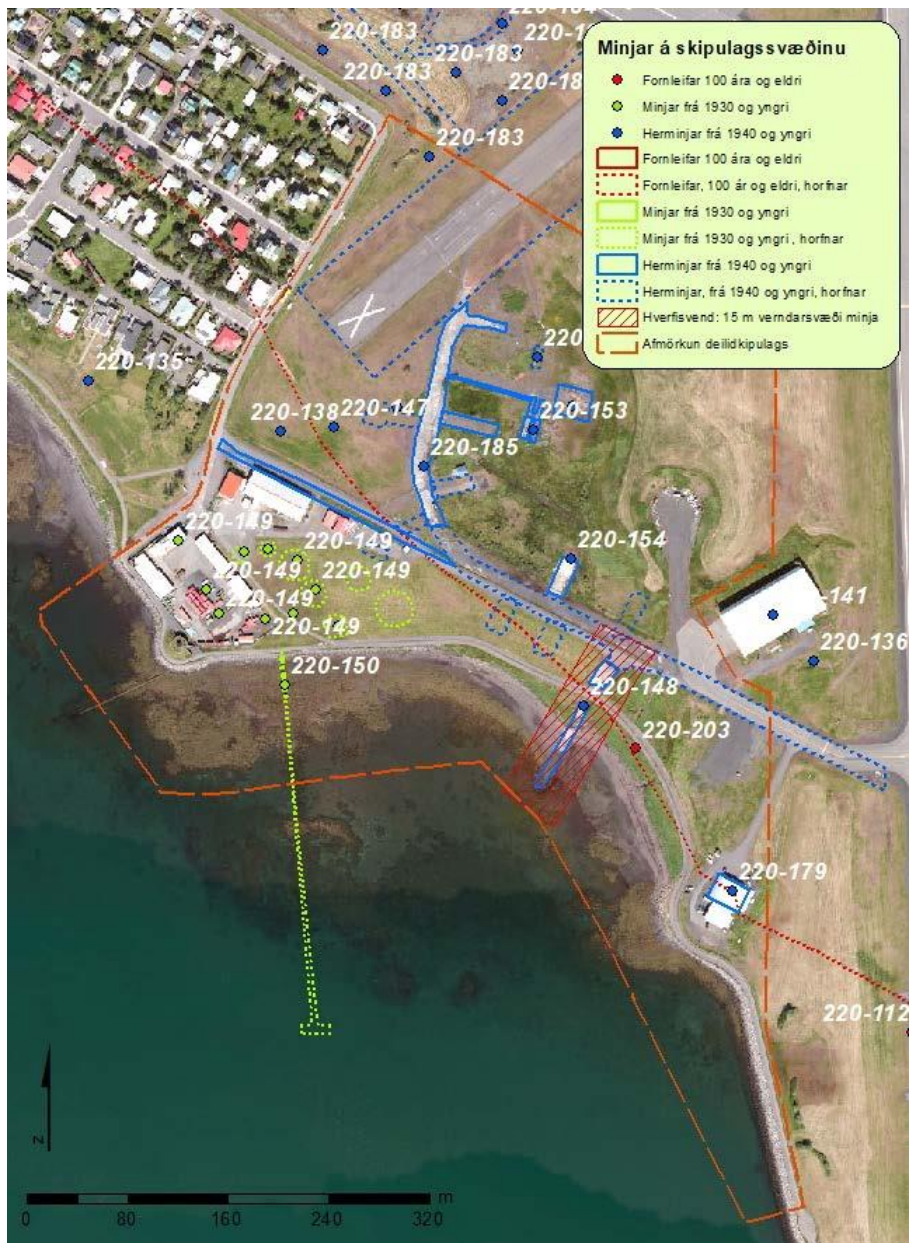 220-183
220-183
220-183
220-183
Minjar á skipulagssvæðinu
Fornleifar 100 ára og eldri
Minjar frá 1930 og yngri
Herminjar frá 1940 og yngri
Fornleifar 100 ára og eldri
Fornleifar, 100 ár og eldri, horfnar
Minjar frá 1930 og yngri
Minjar frá 1930 og yngri , horfnar
Herminjar frá 1940 og yngri
Herminjar, frá 1940 og yngri, horfnar
Hverfisvend: 15 m verndarsvæði minja
Afmörkun deilidkipulags
220-135
220-138
220-147
220-153
220-185
220-149
220-149
220-154
220-149
220-149
220-149
220-149
-141
220-136
220-150
220-148
220-203
220-179
220-112
z
m
0
80
160
240
320